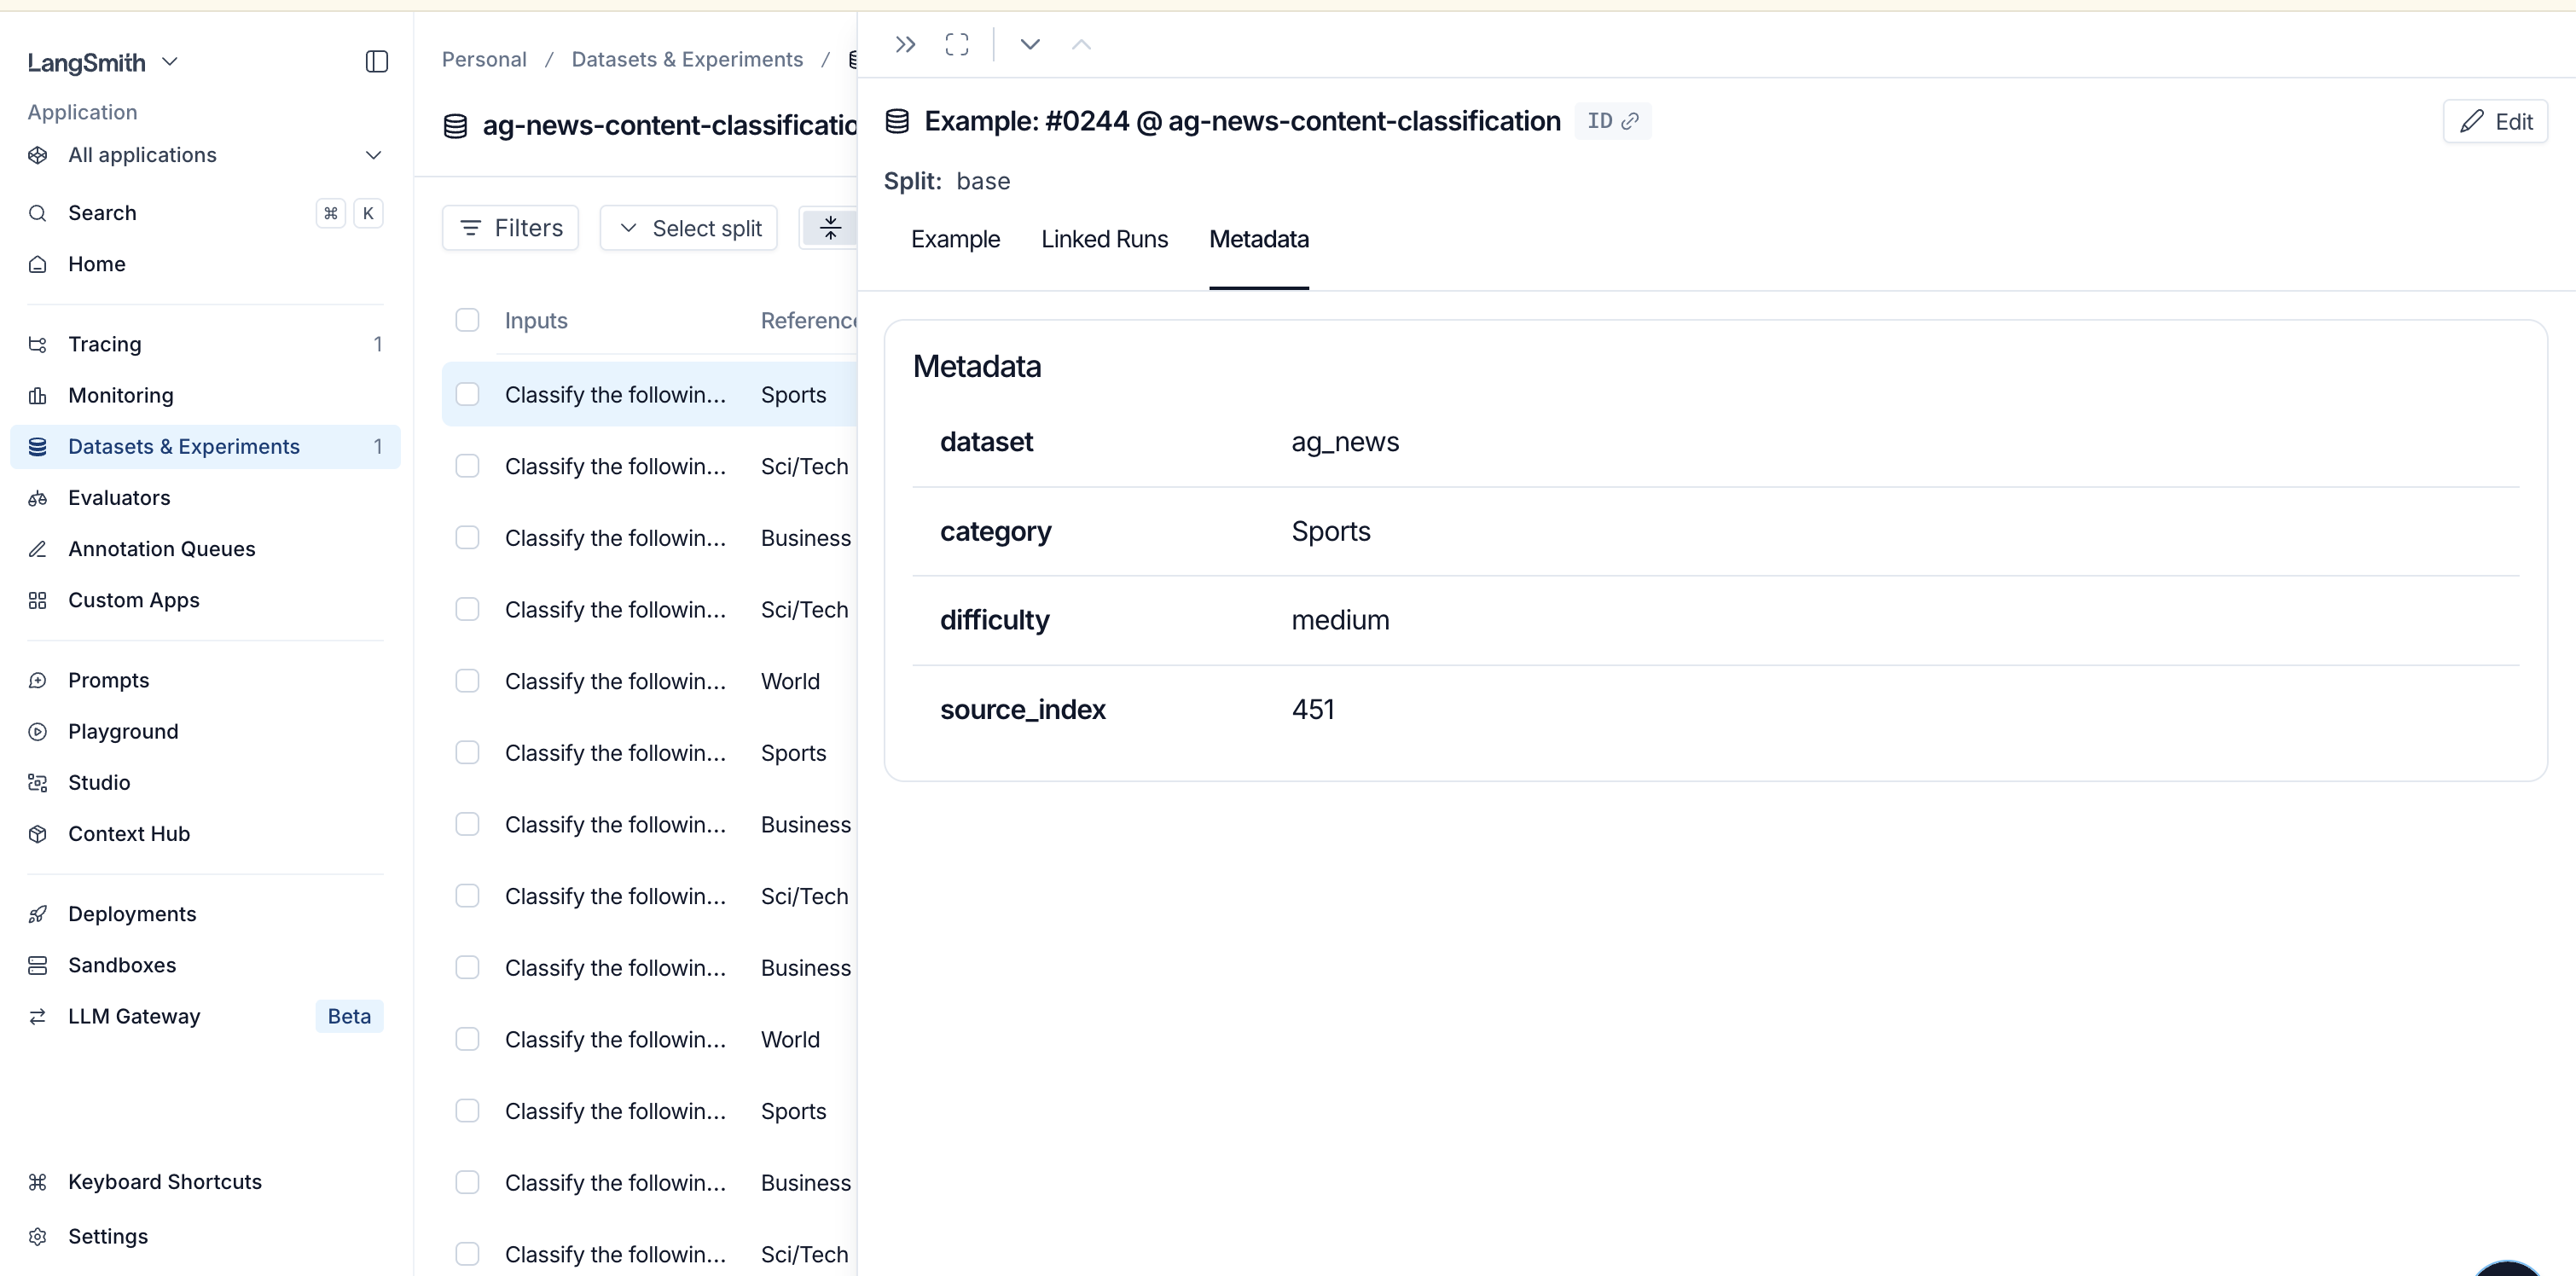 LangSmith
Application
All applications
Search ⌘ K
Home
Tracing 1
Monitoring
Datasets & Experiments 1
Evaluators
Annotation Queues
Custom Apps
Prompts
Playground
Studio
Context Hub
Deployments
Sandboxes
LLM Gateway Beta
Keyboard Shortcuts
Settings
Personal / Datasets & Experiments /
ag-news-content-classificatio
Filters
Select split
Inputs Reference
Classify the followin... Sports
Classify the followin... Sci/Tech
Classify the followin... Business
Classify the followin... Sci/Tech
Classify the followin... World
Classify the followin... Sports
Classify the followin... Business
Classify the followin... Sci/Tech
Classify the followin... Business
Classify the followin... World
Classify the followin... Sports
Classify the followin... Business
Classify the followin... Sci/Tech
Example: #0244 @ ag-news-content-classification ID
Edit
Split: base
Example Linked Runs Metadata
Metadata
dataset ag_news
category Sports
difficulty medium
source_index 451